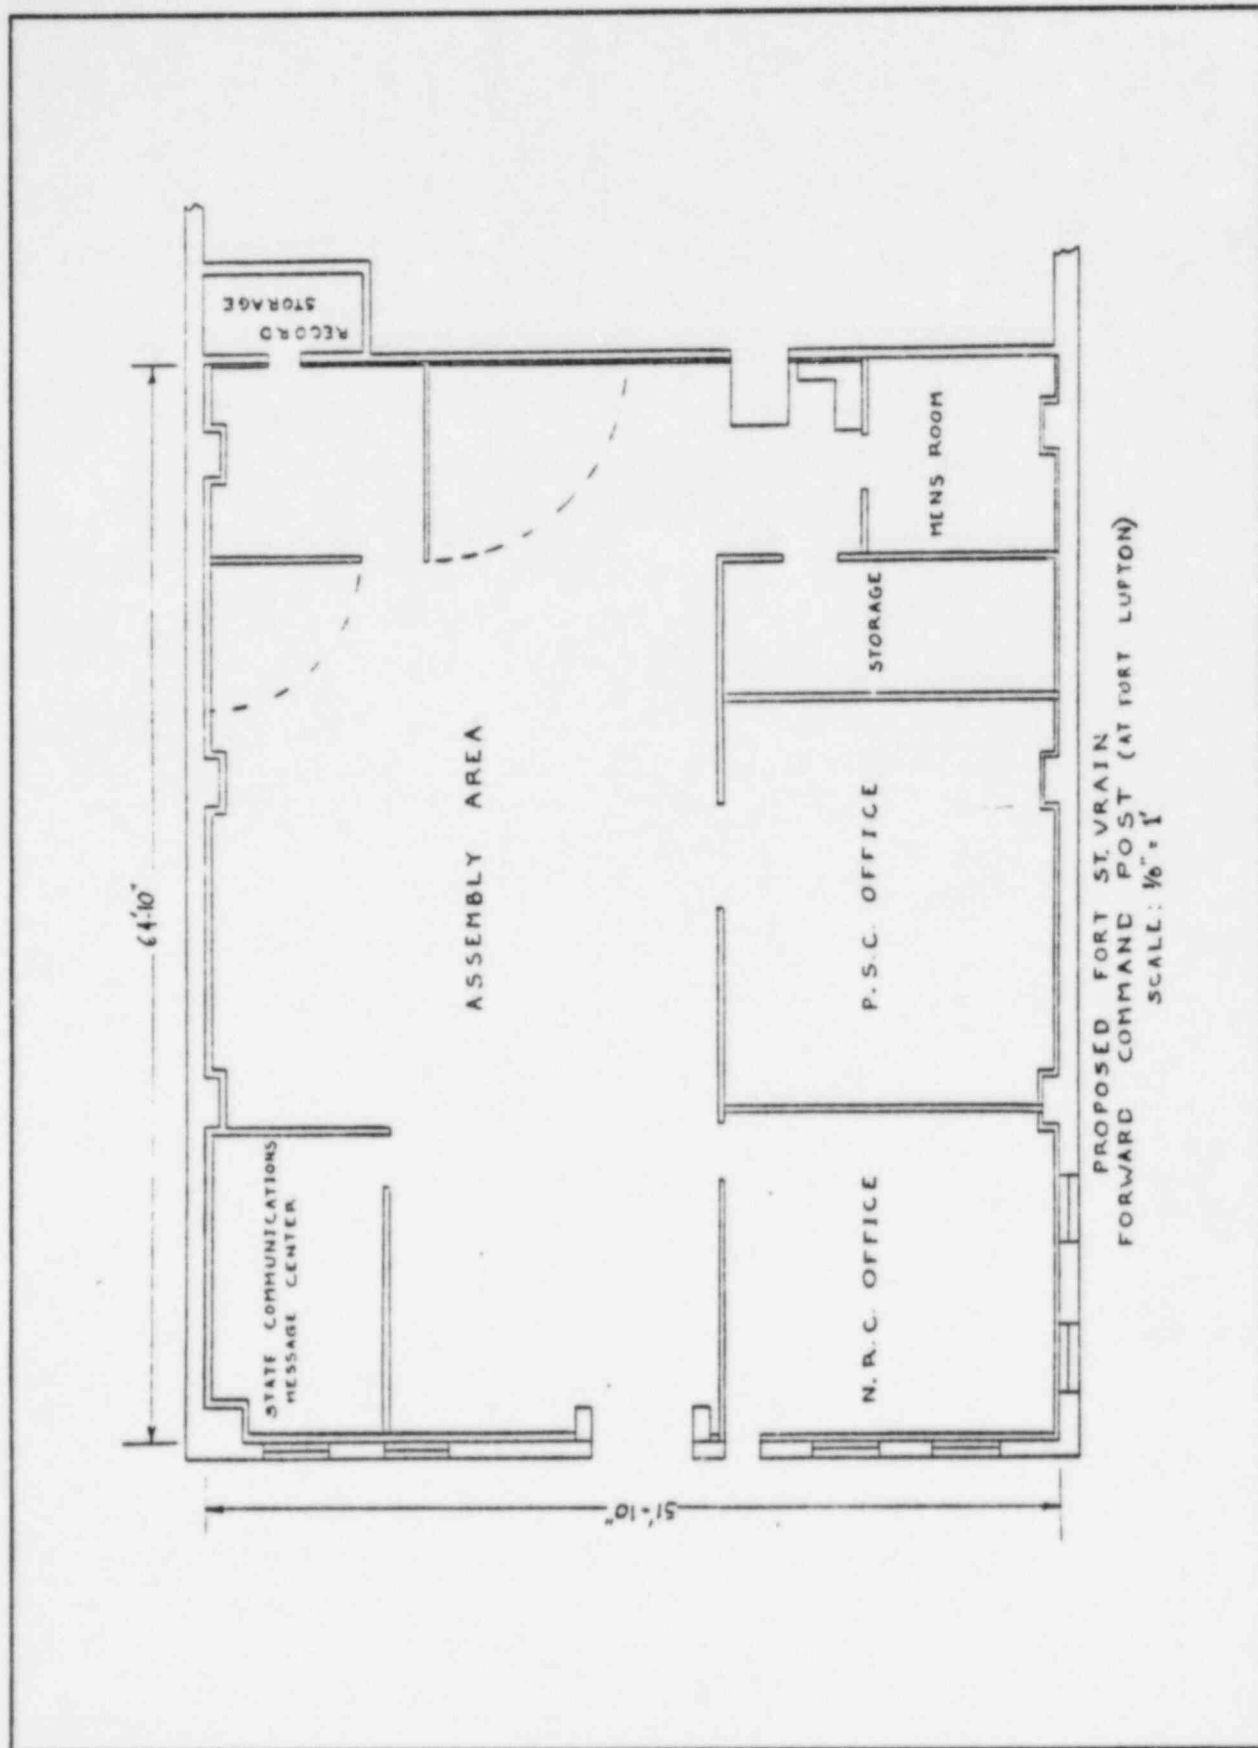 64'-10"
RECORD
STORAGE
STATE COMMUNICATIONS
MESSAGE CENTER
ASSEMBLY AREA
N.R.C. OFFICE
P.S.C. OFFICE
STORAGE
MENS ROOM
51'-10"
PROPOSED FORT ST. VRAIN
FORWARD COMMAND POST (AT FORT LUPTON)
SCALE: 1/8" = 1'